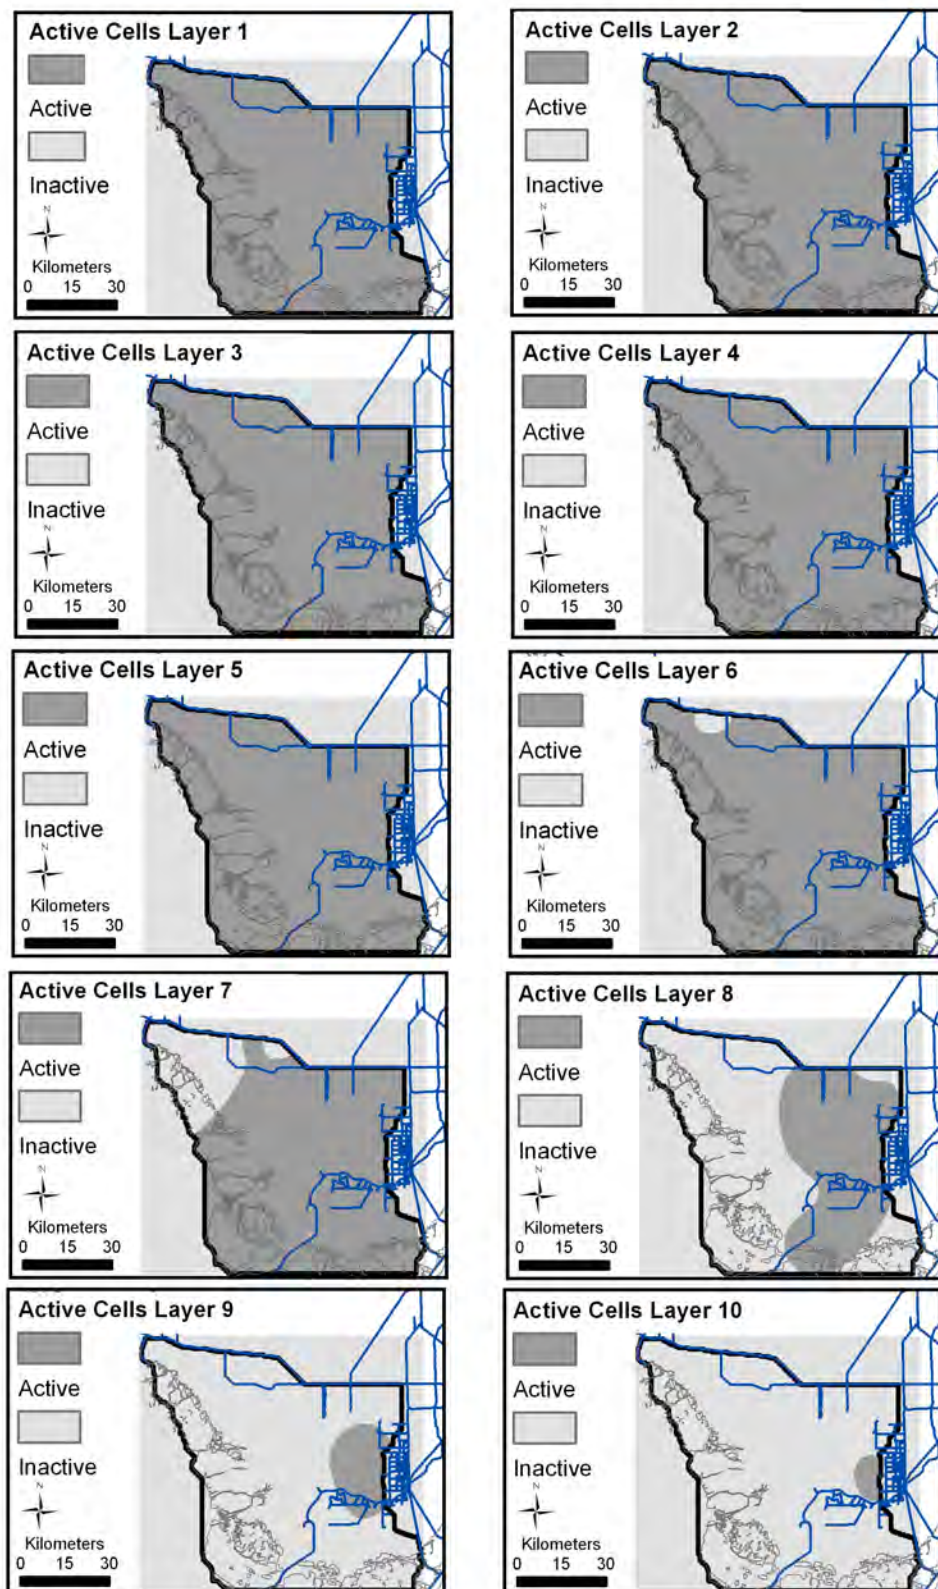 Active Cells Layer 1
Active
Inactive
N
Kilometers
0 15 30
Active Cells Layer 2
Active
Inactive
N
Kilometers
0 15 30
Active Cells Layer 3
Active
Inactive
N
Kilometers
0 15 30
Active Cells Layer 4
Active
Inactive
N
Kilometers
0 15 30
Active Cells Layer 5
Active
Inactive
N
Kilometers
0 15 30
Active Cells Layer 6
Active
Inactive
N
Kilometers
0 15 30
Active Cells Layer 7
Active
Inactive
N
Kilometers
0 15 30
Active Cells Layer 8
Active
Inactive
N
Kilometers
0 15 30
Active Cells Layer 9
Active
Inactive
N
Kilometers
0 15 30
Active Cells Layer 10
Active
Inactive
N
Kilometers
0 15 30